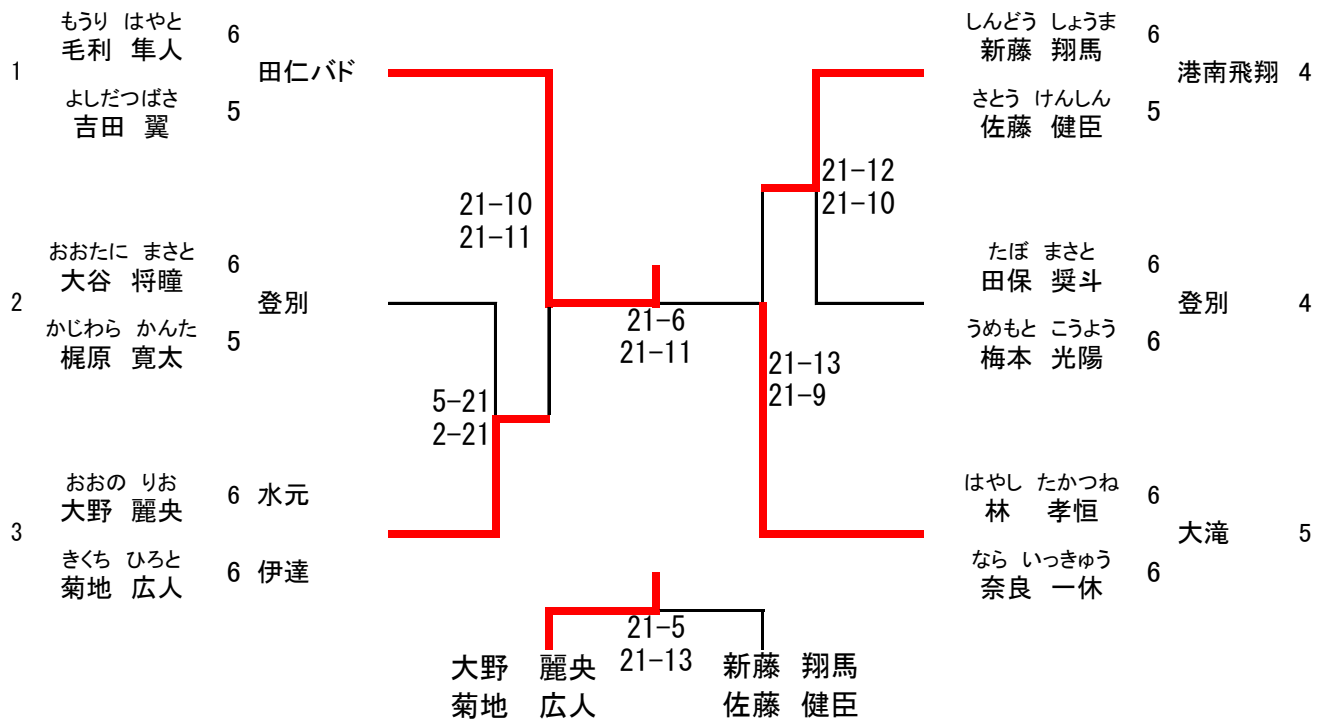 もうり はやと
毛利 隼人 6
1 田仁バド
よしだつばさ
吉田 翼 5
おおたに まさと
大谷 将瞳 6
2 登別
かじわら かんた
梶原 寛太 5
おおの りお
大野 麗央 6 水元
3
きくち ひろと
菊地 広人 6 伊達
21-10
21-11
5-21
2-21
21-6
21-11
21-12
21-10
21-13
21-9
しんどう しょうま
新藤 翔馬 6
港南飛翔 4
さとう けんしん
佐藤 健臣 5
たぼ まさと
田保 奨斗 6
登別 4
うめもと こうよう
梅本 光陽 6
はやし たかつね
林 孝恒 6
大滝 5
なら いっきゅう
奈良 一休 6
21-5
21-13
大野 麗央
菊地 広人
新藤 翔馬
佐藤 健臣